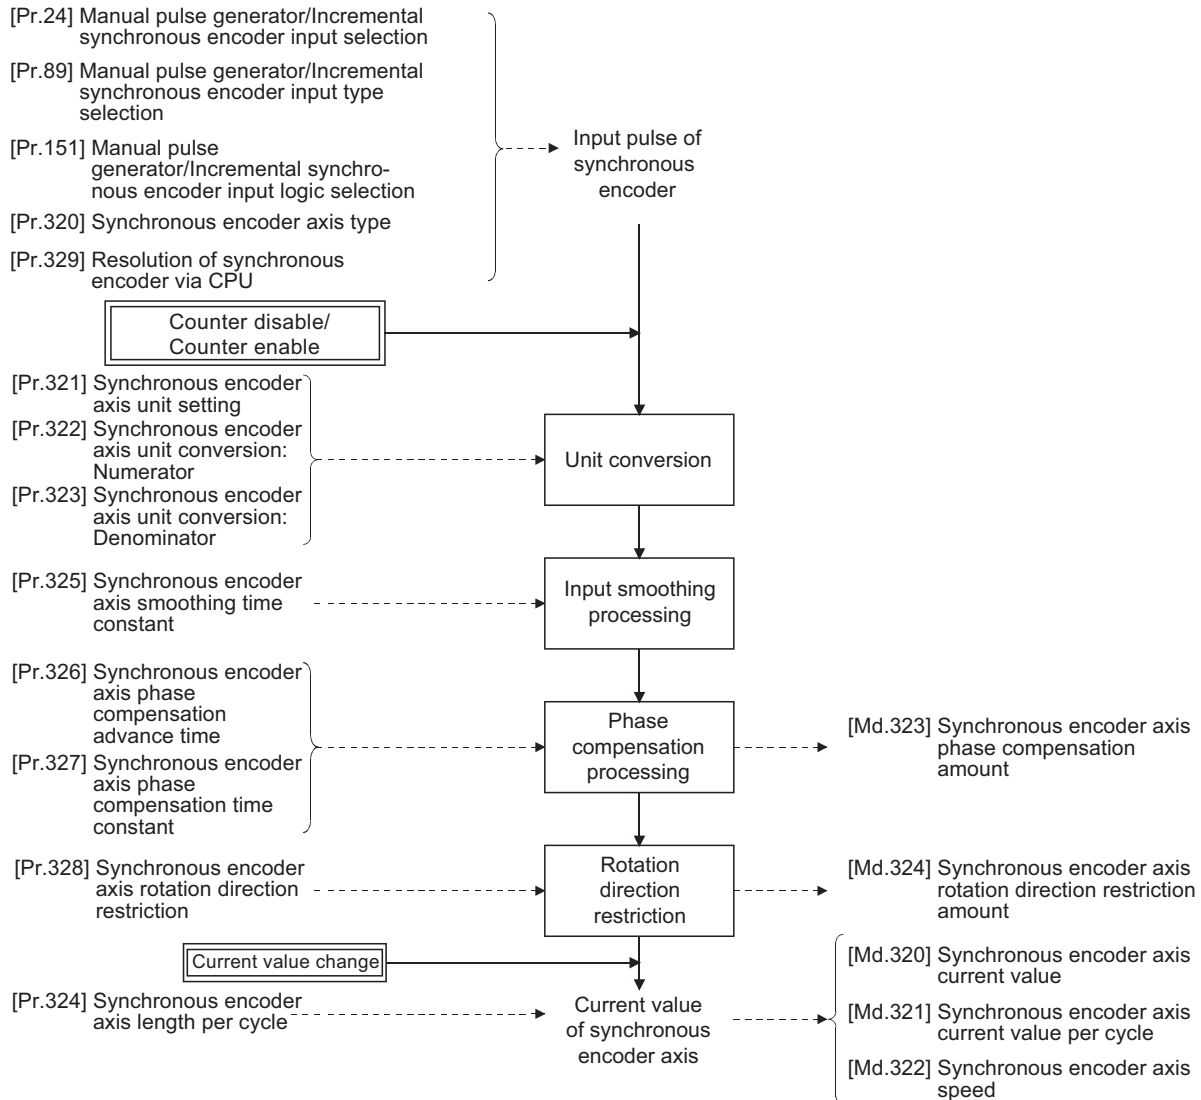 [Pr.24] Manual pulse generator/Incremental
synchronous encoder input selection
[Pr.89] Manual pulse generator/Incremental
synchronous encoder input type
selection
[Pr.151] Manual pulse
generator/Incremental synchro-
nous encoder input logic selection
[Pr.320] Synchronous encoder axis type
[Pr.329] Resolution of synchronous
encoder via CPU
Input pulse of
synchronous
encoder
Counter disable/
Counter enable
[Pr.321] Synchronous encoder
axis unit setting
[Pr.322] Synchronous encoder
axis unit conversion:
Numerator
[Pr.323] Synchronous encoder
axis unit conversion:
Denominator
Unit conversion
[Pr.325] Synchronous encoder
axis smoothing time
constant
Input smoothing
processing
[Pr.326] Synchronous encoder
axis phase
compensation
advance time
[Pr.327] Synchronous encoder
axis phase
compensation time
constant
Phase
compensation
processing
[Md.323] Synchronous encoder axis
phase compensation
amount
[Pr.328] Synchronous encoder
axis rotation direction
restriction
Rotation
direction
restriction
[Md.324] Synchronous encoder axis
rotation direction restriction
amount
Current value change
[Pr.324] Synchronous encoder
axis length per cycle
Current value
of synchronous
encoder axis
[Md.320] Synchronous encoder axis
current value
[Md.321] Synchronous encoder axis
current value per cycle
[Md.322] Synchronous encoder axis
speed